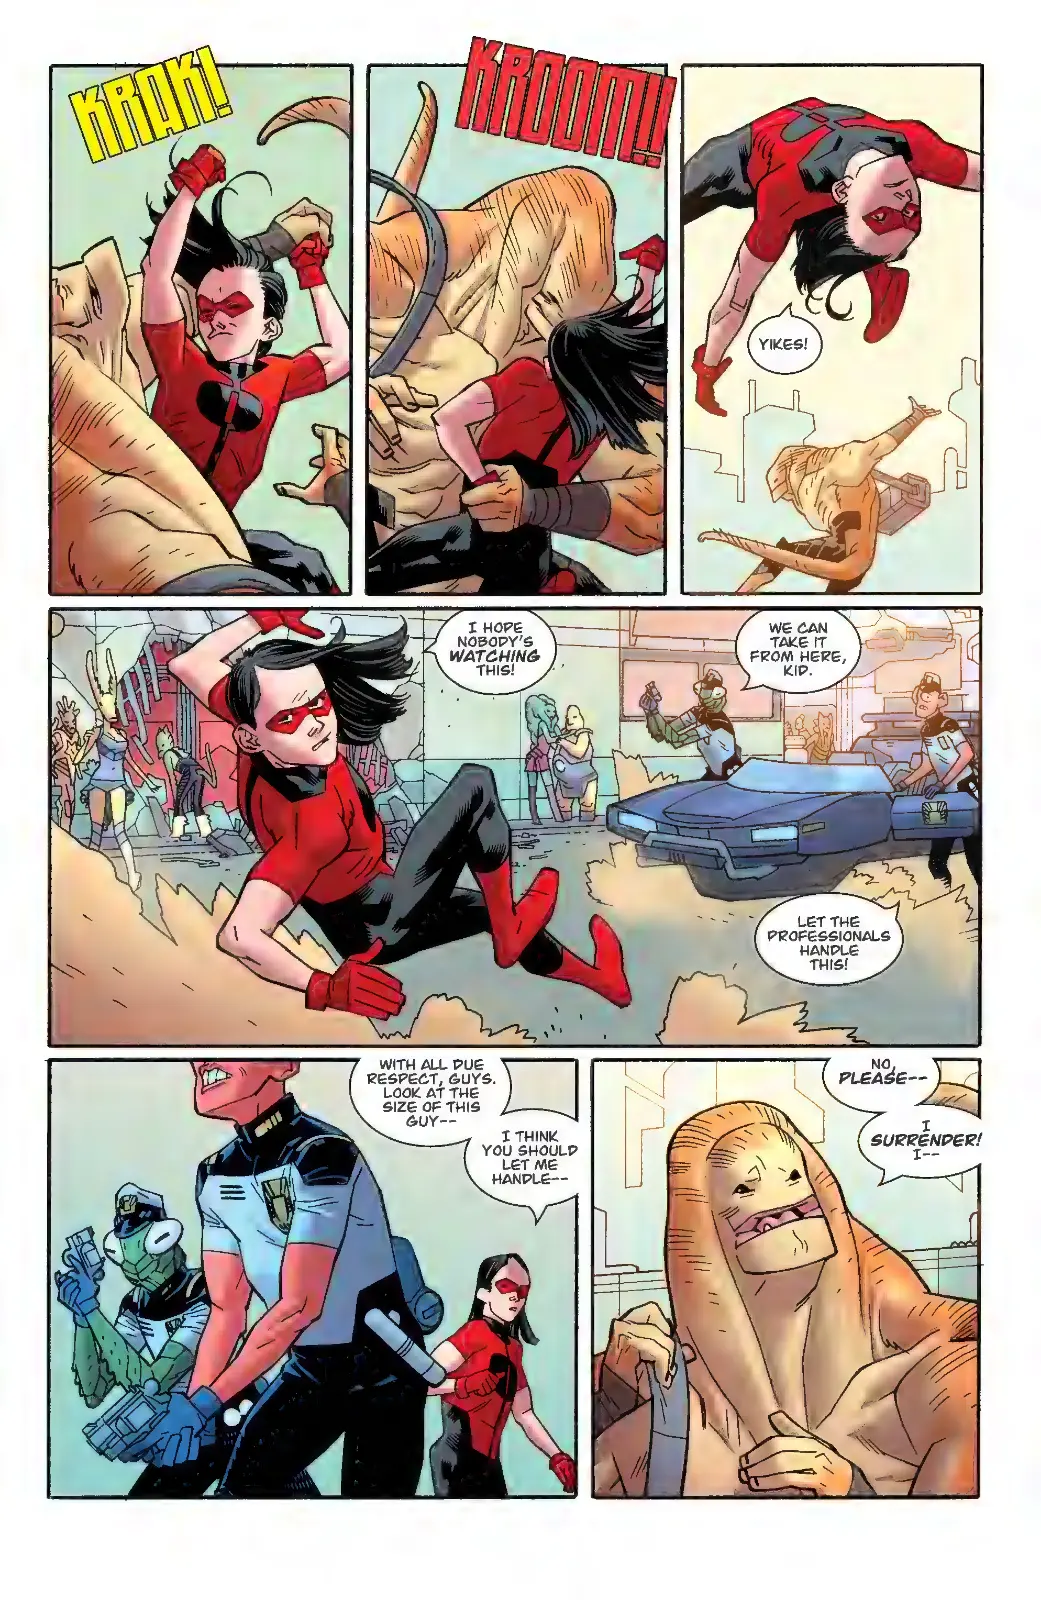 KRAK!
KROOM!!
YIKES!
I HOPE
NOBODY'S
WATCHING
THIS!
WE CAN
TAKE IT
FROM HERE,
KID.
LET THE
PROFESSIONALS
HANDLE
THIS!
WITH ALL DUE
RESPECT, GUYS.
LOOK AT THE
SIZE OF THIS
GUY--
I THINK
YOU SHOULD
LET ME
HANDLE--
NO,
PLEASE--
I
SURRENDER!
I--